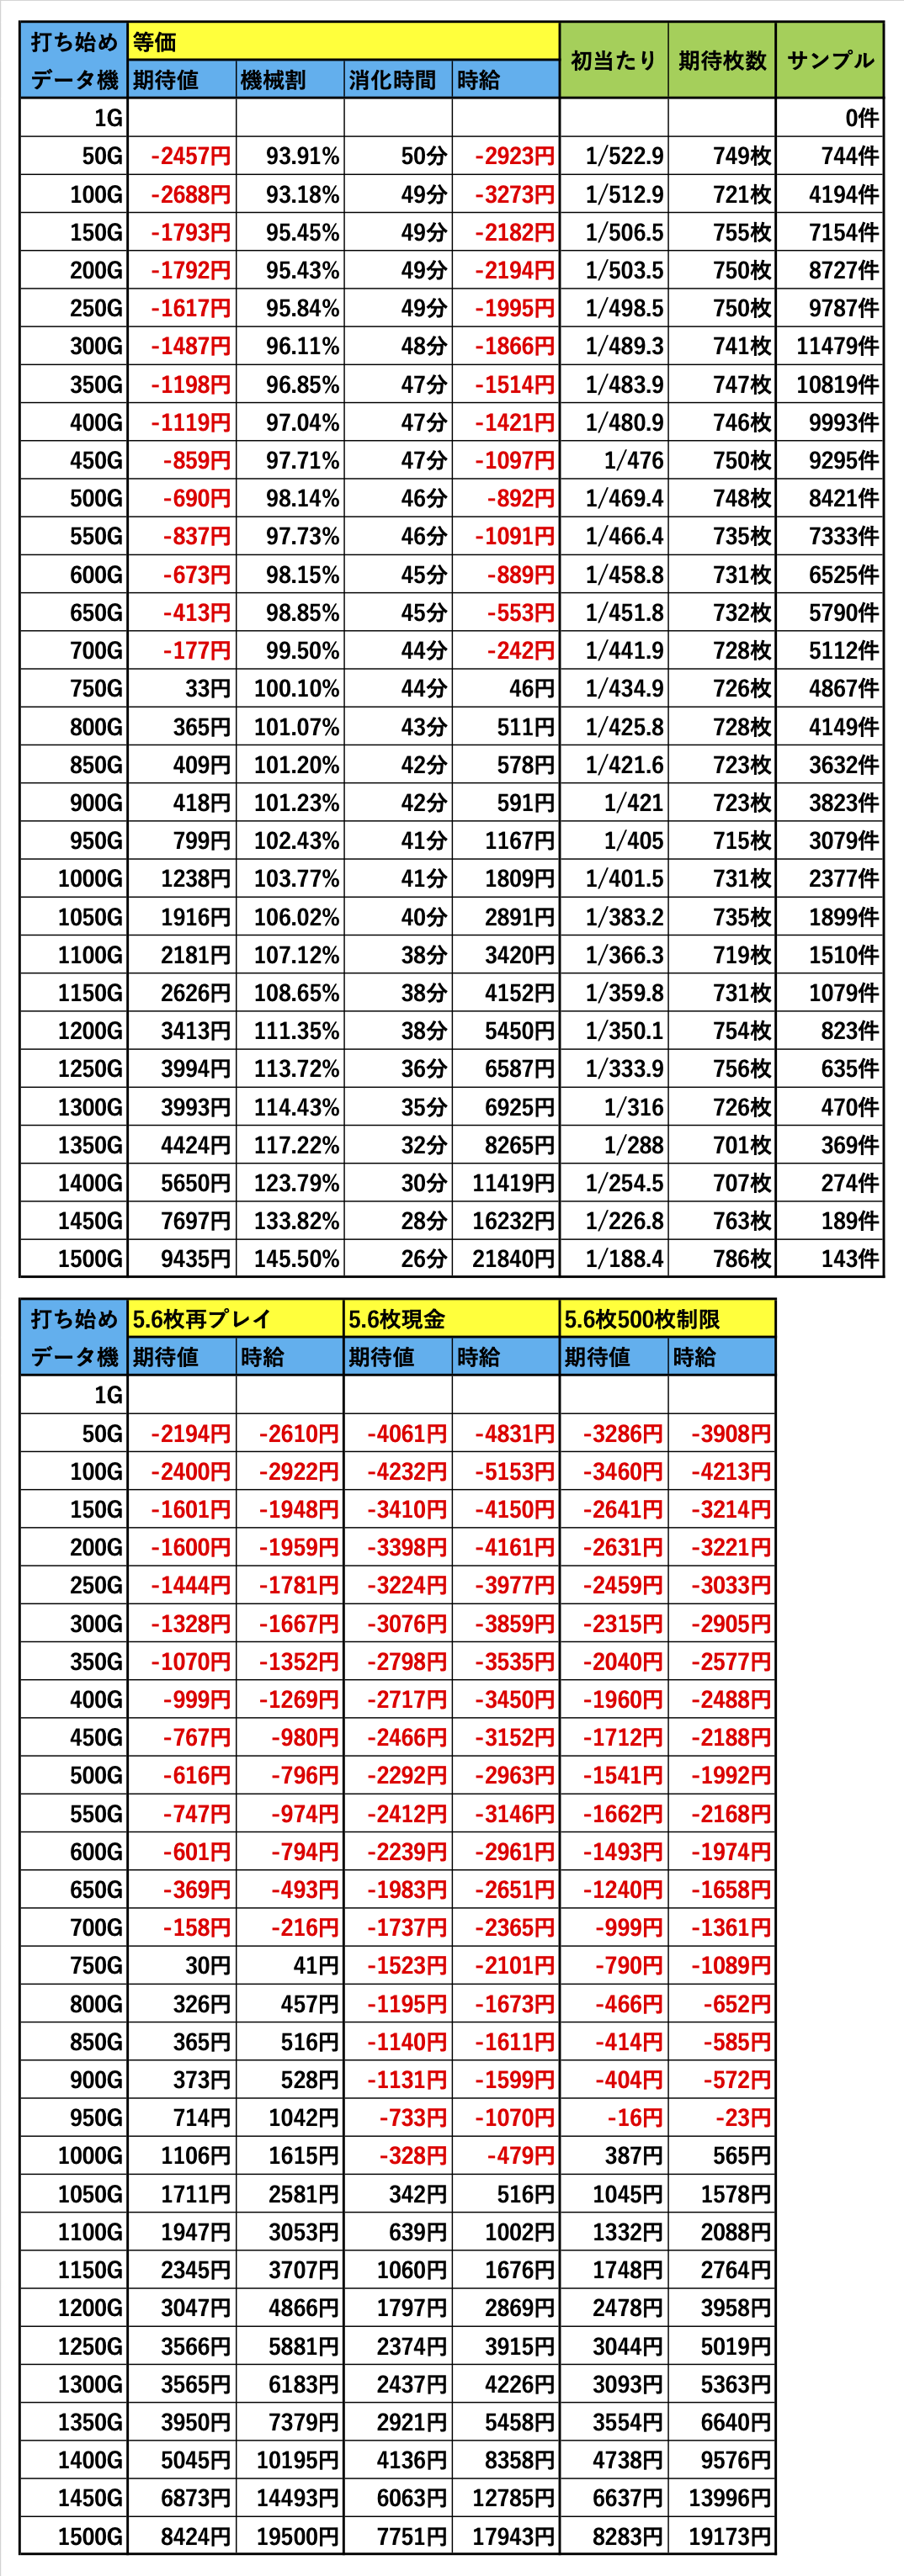 打ち始め 等価 初当たり 期待枚数 サンプル
データ機 期待値 機械割 消化時間 時給
1G 0件
50G -2457円 93.91% 50分 -2923円 1/522.9 749枚 744件
100G -2688円 93.18% 49分 -3273円 1/512.9 721枚 4194件
150G -1793円 95.45% 49分 -2182円 1/506.5 755枚 7154件
200G -1792円 95.43% 49分 -2194円 1/503.5 750枚 8727件
250G -1617円 95.84% 49分 -1995円 1/498.5 750枚 9787件
300G -1487円 96.11% 48分 -1866円 1/489.3 741枚 11479件
350G -1198円 96.85% 47分 -1514円 1/483.9 747枚 10819件
400G -1119円 97.04% 47分 -1421円 1/480.9 746枚 9993件
450G -859円 97.71% 47分 -1097円 1/476 750枚 9295件
500G -690円 98.14% 46分 -892円 1/469.4 748枚 8421件
550G -837円 97.73% 46分 -1091円 1/466.4 735枚 7333件
600G -673円 98.15% 45分 -889円 1/458.8 731枚 6525件
650G -413円 98.85% 45分 -553円 1/451.8 732枚 5790件
700G -177円 99.50% 44分 -242円 1/441.9 728枚 5112件
750G 33円 100.10% 44分 46円 1/434.9 726枚 4867件
800G 365円 101.07% 43分 511円 1/425.8 728枚 4149件
850G 409円 101.20% 42分 578円 1/421.6 723枚 3632件
900G 418円 101.23% 42分 591円 1/421 723枚 3823件
950G 799円 102.43% 41分 1167円 1/405 715枚 3079件
1000G 1238円 103.77% 41分 1809円 1/401.5 731枚 2377件
1050G 1916円 106.02% 40分 2891円 1/383.2 735枚 1899件
1100G 2181円 107.12% 38分 3420円 1/366.3 719枚 1510件
1150G 2626円 108.65% 38分 4152円 1/359.8 731枚 1079件
1200G 3413円 111.35% 38分 5450円 1/350.1 754枚 823件
1250G 3994円 113.72% 36分 6587円 1/333.9 756枚 635件
1300G 3993円 114.43% 35分 6925円 1/316 726枚 470件
1350G 4424円 117.22% 32分 8265円 1/288 701枚 369件
1400G 5650円 123.79% 30分 11419円 1/254.5 707枚 274件
1450G 7697円 133.82% 28分 16232円 1/226.8 763枚 189件
1500G 9435円 145.50% 26分 21840円 1/188.4 786枚 143件
打ち始め 5.6枚再プレイ 5.6枚現金 5.6枚500枚制限
データ機 期待値 時給 期待値 時給 期待値 時給
1G
50G -2194円 -2610円 -4061円 -4831円 -3286円 -3908円
100G -2400円 -2922円 -4232円 -5153円 -3460円 -4213円
150G -1601円 -1948円 -3410円 -4150円 -2641円 -3214円
200G -1600円 -1959円 -3398円 -4161円 -2631円 -3221円
250G -1444円 -1781円 -3224円 -3977円 -2459円 -3033円
300G -1328円 -1667円 -3076円 -3859円 -2315円 -2905円
350G -1070円 -1352円 -2798円 -3535円 -2040円 -2577円
400G -999円 -1269円 -2717円 -3450円 -1960円 -2488円
450G -767円 -980円 -2466円 -3152円 -1712円 -2188円
500G -616円 -796円 -2292円 -2963円 -1541円 -1992円
550G -747円 -974円 -2412円 -3146円 -1662円 -2168円
600G -601円 -794円 -2239円 -2961円 -1493円 -1974円
650G -369円 -493円 -1983円 -2651円 -1240円 -1658円
700G -158円 -216円 -1737円 -2365円 -999円 -1361円
750G 30円 41円 -1523円 -2101円 -790円 -1089円
800G 326円 457円 -1195円 -1673円 -466円 -652円
850G 365円 516円 -1140円 -1611円 -414円 -585円
900G 373円 528円 -1131円 -1599円 -404円 -572円
950G 714円 1042円 -733円 -1070円 -16円 -23円
1000G 1106円 1615円 -328円 -479円 387円 565円
1050G 1711円 2581円 342円 516円 1045円 1578円
1100G 1947円 3053円 639円 1002円 1332円 2088円
1150G 2345円 3707円 1060円 1676円 1748円 2764円
1200G 3047円 4866円 1797円 2869円 2478円 3958円
1250G 3566円 5881円 2374円 3915円 3044円 5019円
1300G 3565円 6183円 2437円 4226円 3093円 5363円
1350G 3950円 7379円 2921円 5458円 3554円 6640円
1400G 5045円 10195円 4136円 8358円 4738円 9576円
1450G 6873円 14493円 6063円 12785円 6637円 13996円
1500G 8424円 19500円 7751円 17943円 8283円 19173円